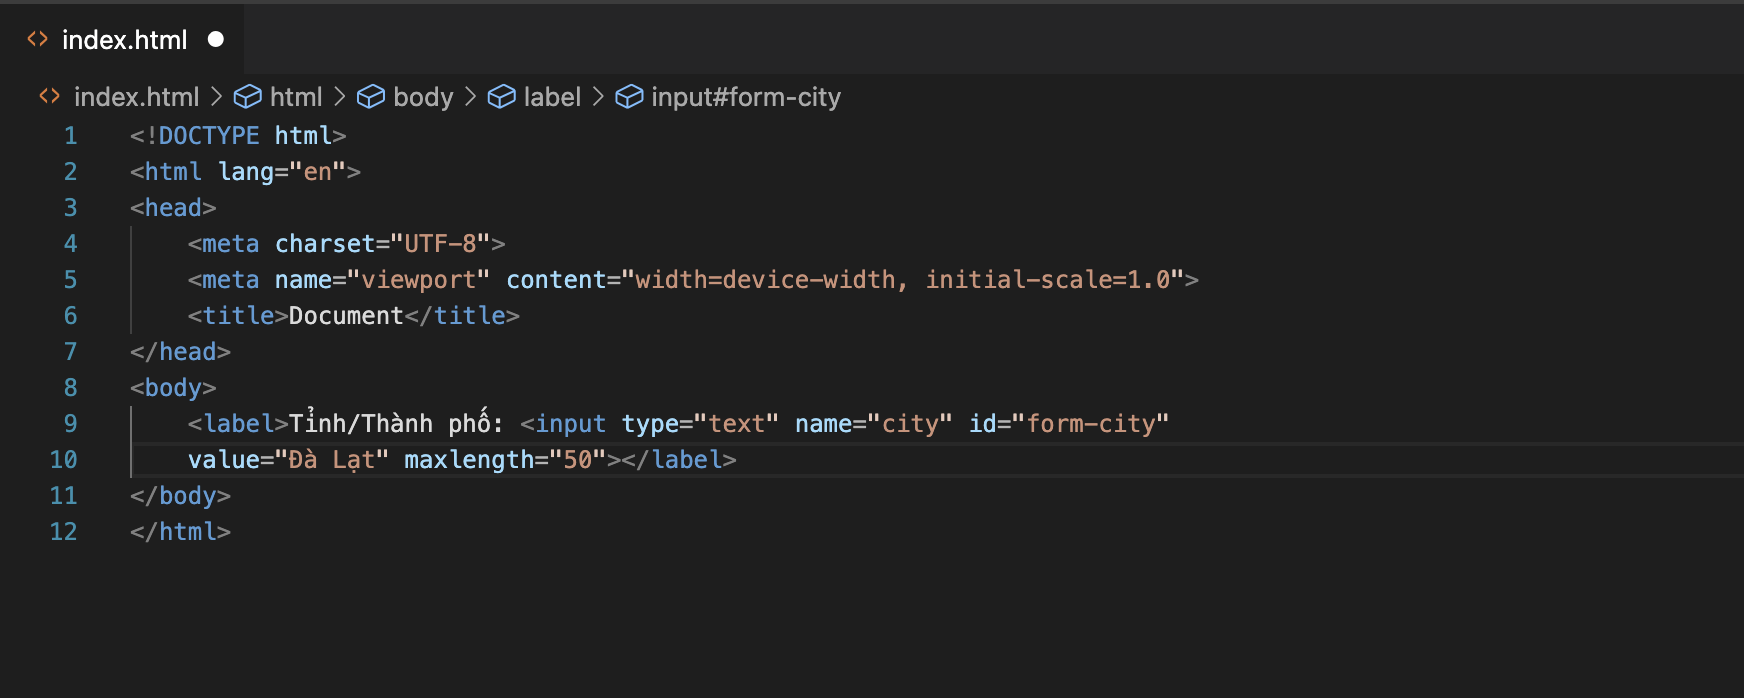 index.html
index.html > html > body > label > input#form-city
1 <!DOCTYPE html>
2 <html lang="en">
3 <head>
4     <meta charset="UTF-8">
5     <meta name="viewport" content="width=device-width, initial-scale=1.0">
6     <title>Document</title>
7 </head>
8 <body>
9     <label>Tỉnh/Thành phố: <input type="text" name="city" id="form-city"
10     value="Đà Lạt" maxlength="50"></label>
11 </body>
12 </html>